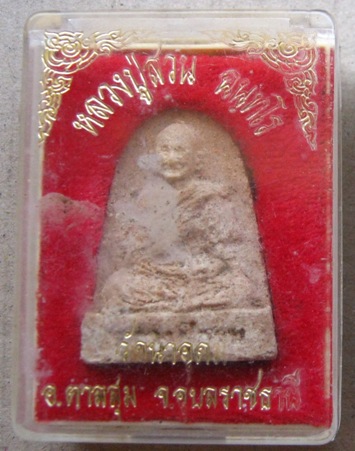 หลวงปู่สวน ฉนฺทโร
วัดนาอุดม
อ.ตาลสุม จ.อุบลราชธานี